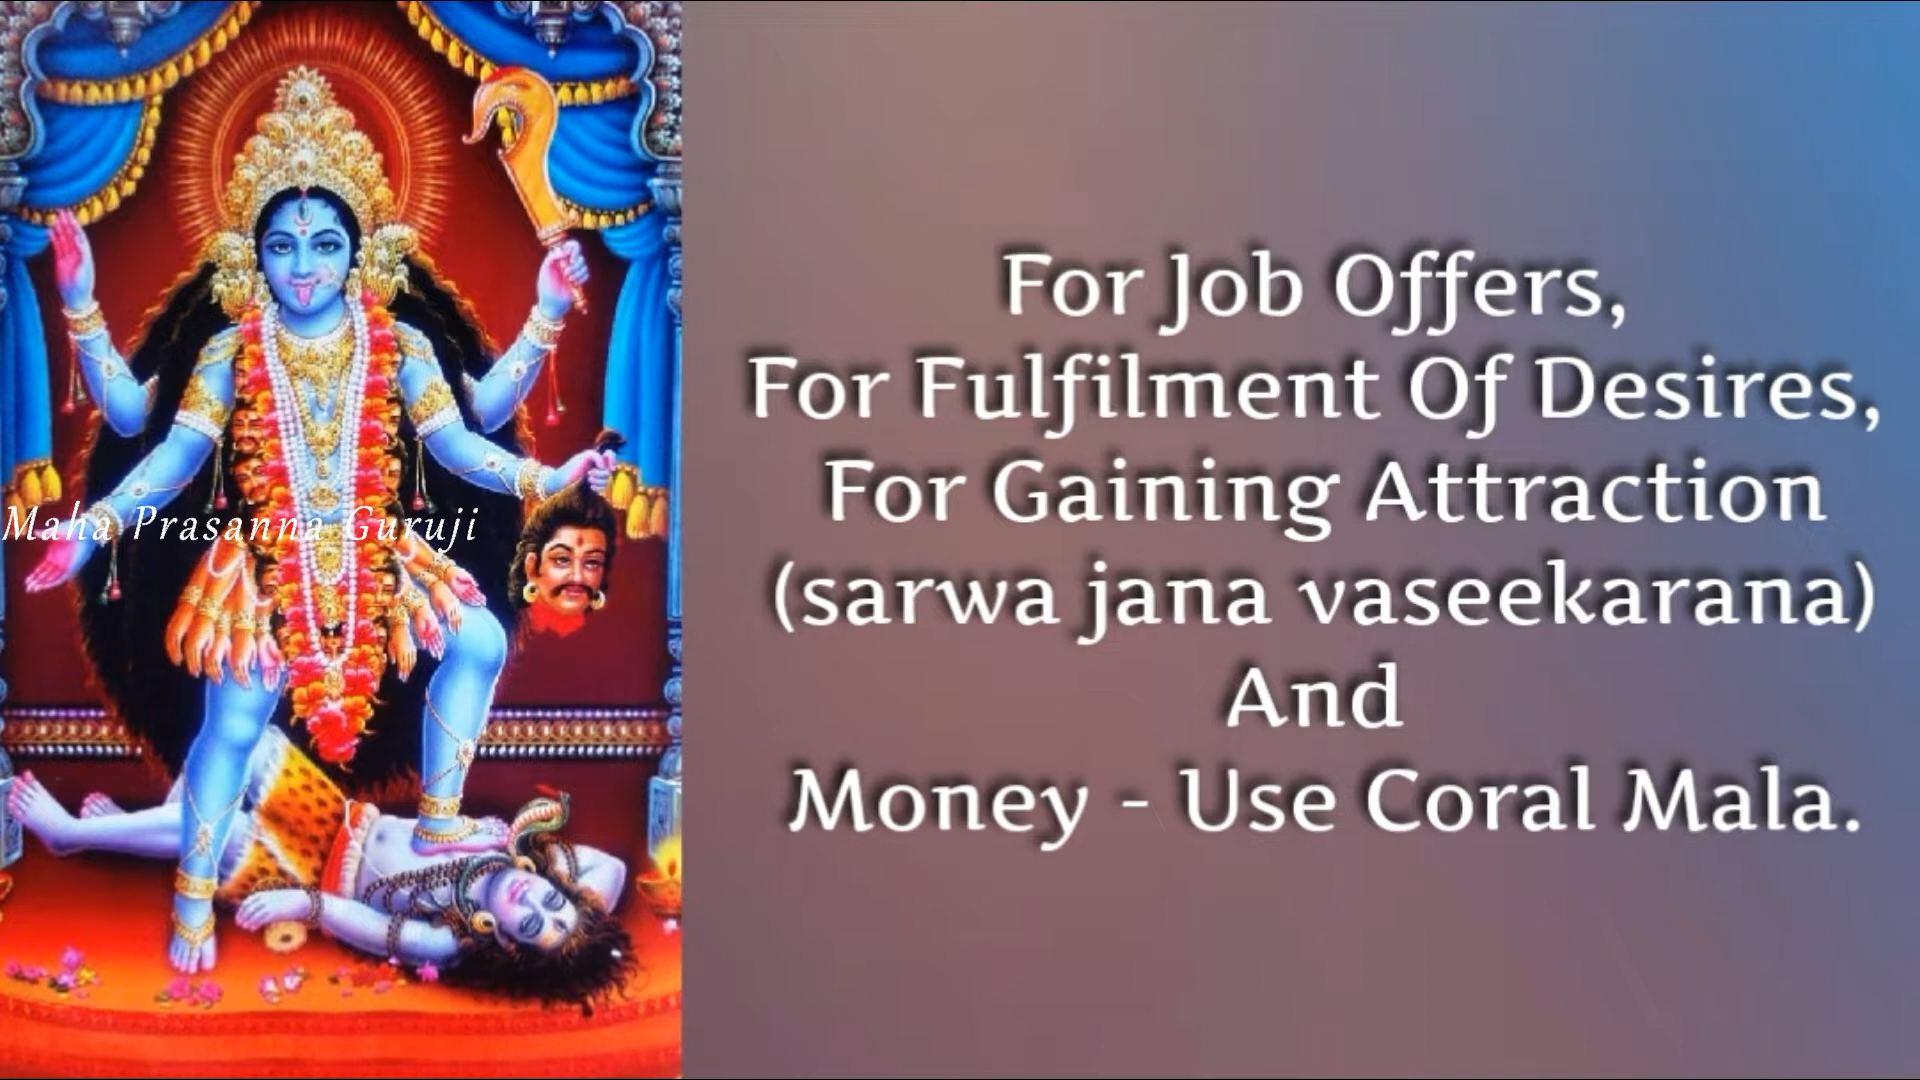 Maha Prasanna Guruji
For Job Offers,
For Fulfilment Of Desires,
For Gaining Attraction
(sarwa jana vaseekarana)
And
Money - Use Coral Mala.